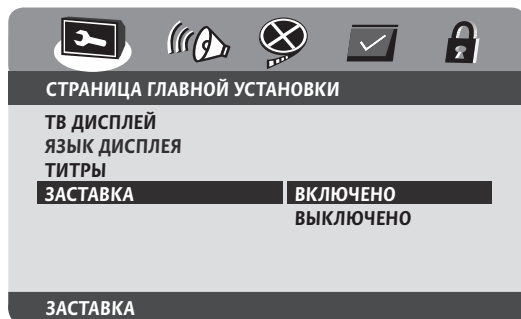 СТРАНИЦА ГЛАВНОЙ УСТАНОВКИ
ТВ ДИСПЛЕЙ
ЯЗЫК ДИСПЛЕЯ
ТИТРЫ
ЗАСТАВКА ВКЛЮЧЕНО
ВЫКЛЮЧЕНО
ЗАСТАВКА